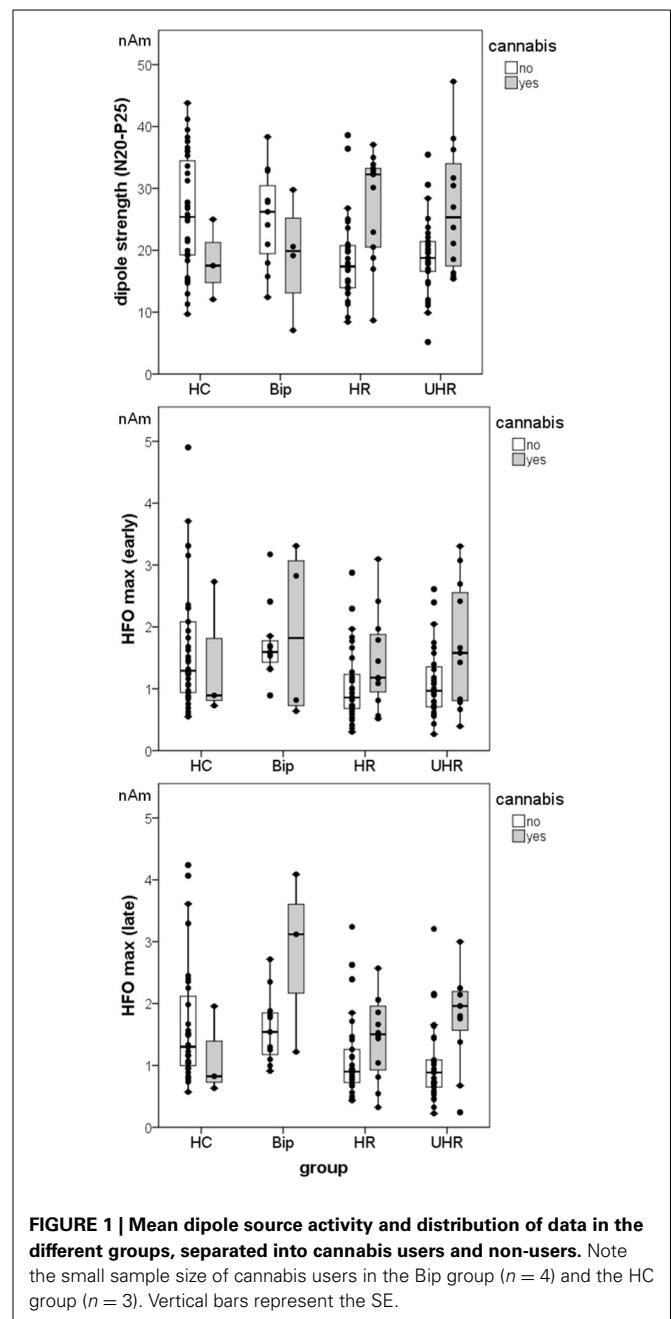 nAm
cannabis
no
yes
50
40
30
20
10
0
dipole strength (N20-P25)
HC Bip HR UHR
nAm
cannabis
no
yes
5
4
3
2
1
0
HFO max (early)
HC Bip HR UHR
nAm
cannabis
no
yes
5
4
3
2
1
0
HFO max (late)
HC Bip HR UHR
group
FIGURE 1 | Mean dipole source activity and distribution of data in the
different groups, separated into cannabis users and non-users. Note
the small sample size of cannabis users in the Bip group (n = 4) and the HC
group (n = 3). Vertical bars represent the SE.